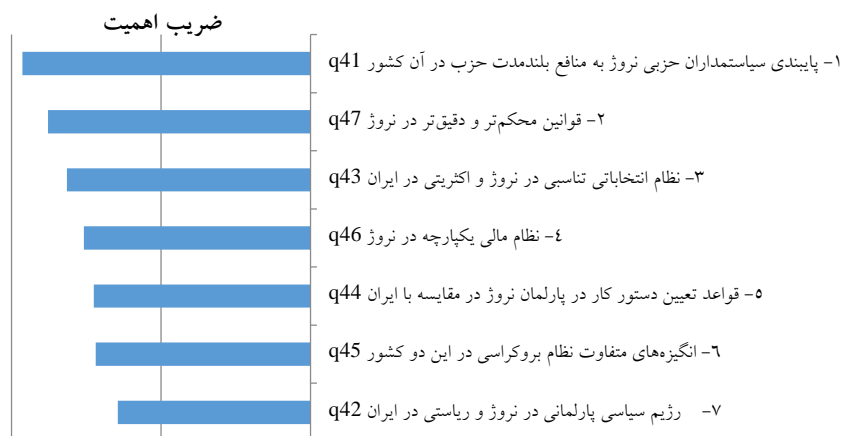 ضریب اهمیت
۱- پایبندی سیاستمداران حزبی نروژ به منافع بلندمدت حزب در آن کشور q41
۲- قوانین محکم‌تر و دقیق‌تر در نروژ q47
۳- نظام انتخاباتی تناسبی در نروژ و اکثریتی در ایران q43
٤- نظام مالی یکپارچه در نروژ q46
٥- قواعد تعیین دستور کار در پارلمان نروژ در مقایسه با ایران q44
٦- انگیزه‌های متفاوت نظام بروکراسی در این دو کشور q45
۷- رژیم سیاسی پارلمانی در نروژ و ریاستی در ایران q42